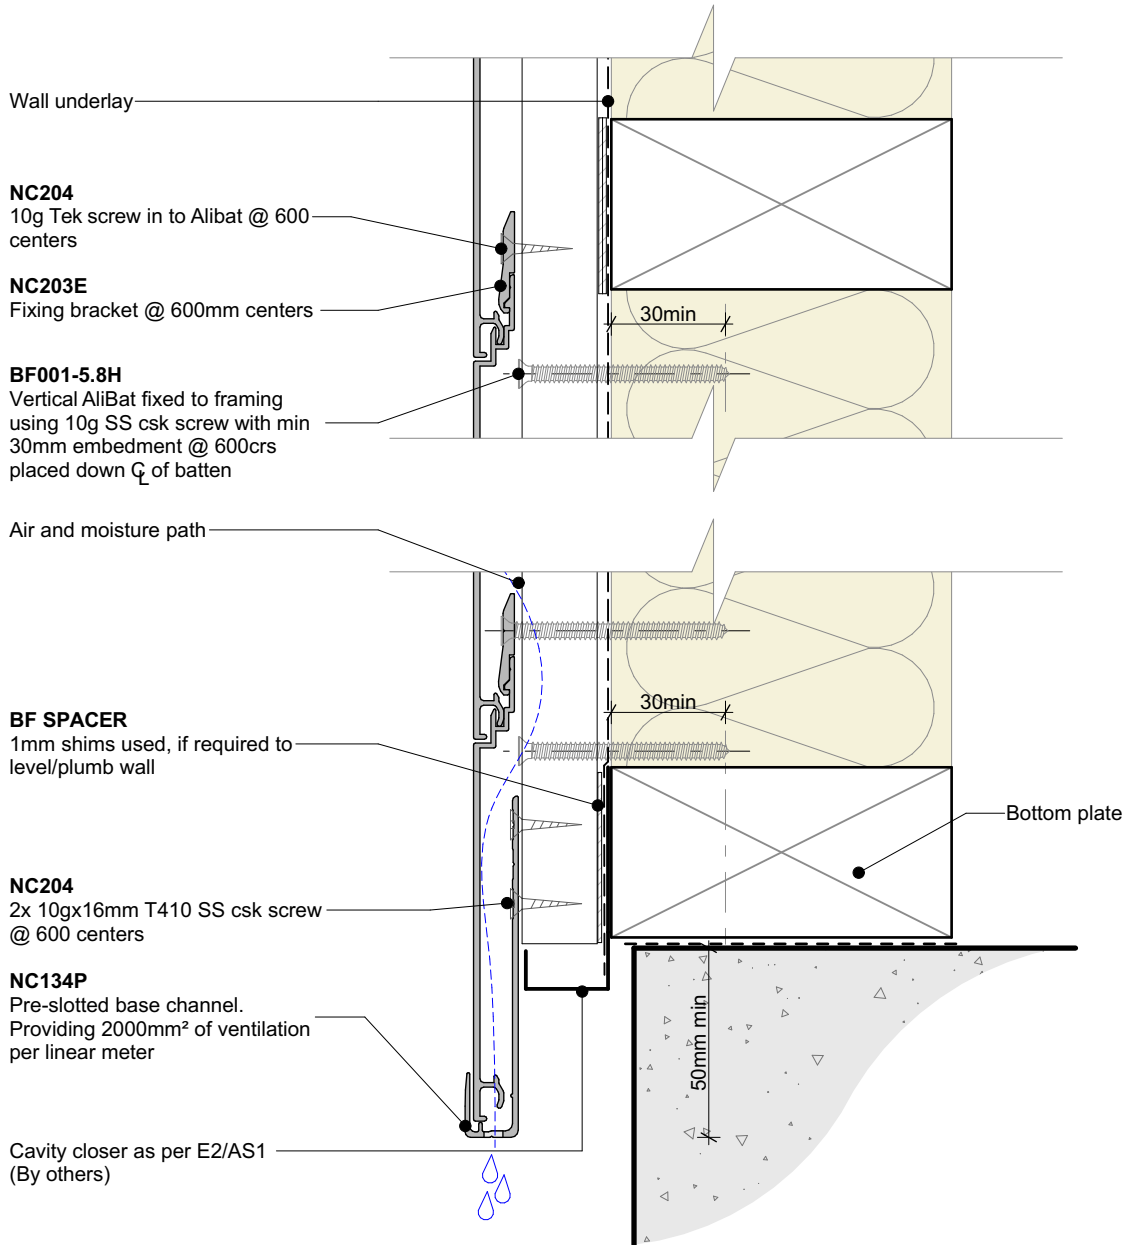 Wall underlay
NC204
10g Tek screw in to Alibat @ 600
centers
NC203E
Fixing bracket @ 600mm centers
30min
BF001-5.8H
Vertical AliBat fixed to framing
using 10g SS csk screw with min
30mm embedment @ 600crs
placed down ℄ of batten
Air and moisture path
30min
BF SPACER
1mm shims used, if required to
level/plumb wall
Bottom plate
NC204
2x 10gx16mm T410 SS csk screw
@ 600 centers
NC134P
Pre-slotted base channel.
Providing 2000mm² of ventilation
per linear meter
50mm min
Cavity closer as per E2/AS1
(By others)